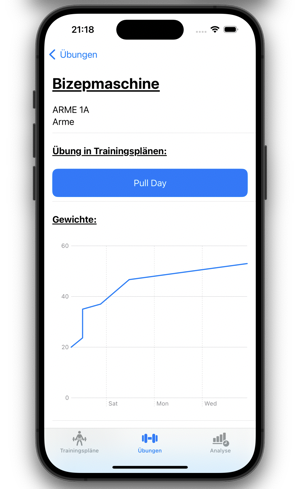 21:18
Übungen
Bizepmaschine
ARME 1A
Arme
Übung in Trainingsplänen:
Pull Day
Gewichte:
60
40
20
0
Sat Mon Wed
Trainingspläne Übungen Analyse